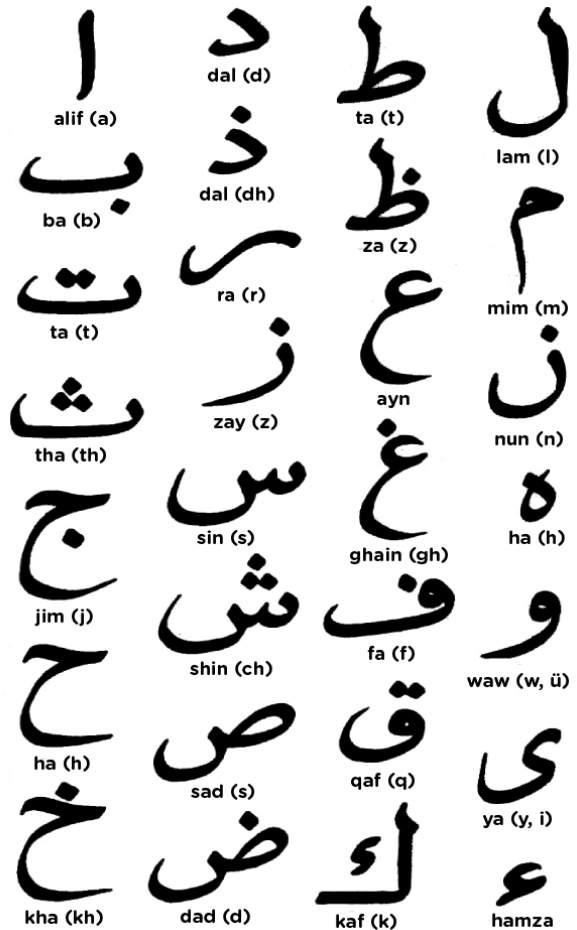 ا
alif (a)
ب
ba (b)
ت
ta (t)
ث
tha (th)
ج
jim (j)
ح
ha (h)
خ
kha (kh)
د
dal (d)
ذ
dal (dh)
ر
ra (r)
ز
zay (z)
س
sin (s)
ش
shin (ch)
ص
sad (s)
ض
dad (d)
ط
ta (t)
ظ
za (z)
ع
ayn
غ
ghain (gh)
ف
fa (f)
ق
qaf (q)
ك
kaf (k)
ل
lam (l)
م
mim (m)
ن
nun (n)
ه
ha (h)
و
waw (w, ü)
ى
ya (y, i)
ء
hamza